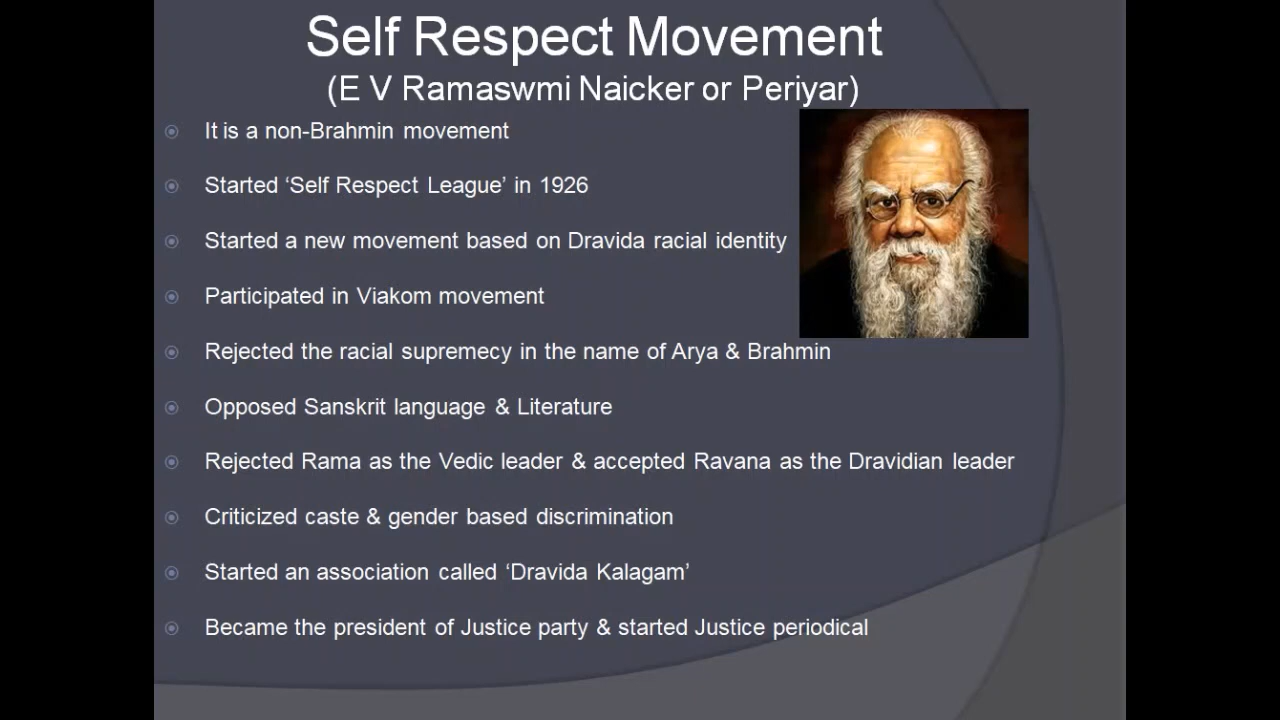 Self Respect Movement
(E V Ramaswmi Naicker or Periyar)
It is a non-Brahmin movement
Started ‘Self Respect League’ in 1926
Started a new movement based on Dravida racial identity
Participated in Viakom movement
Rejected the racial supremecy in the name of Arya & Brahmin
Opposed Sanskrit language & Literature
Rejected Rama as the Vedic leader & accepted Ravana as the Dravidian leader
Criticized caste & gender based discrimination
Started an association called ‘Dravida Kalagam’
Became the president of Justice party & started Justice periodical